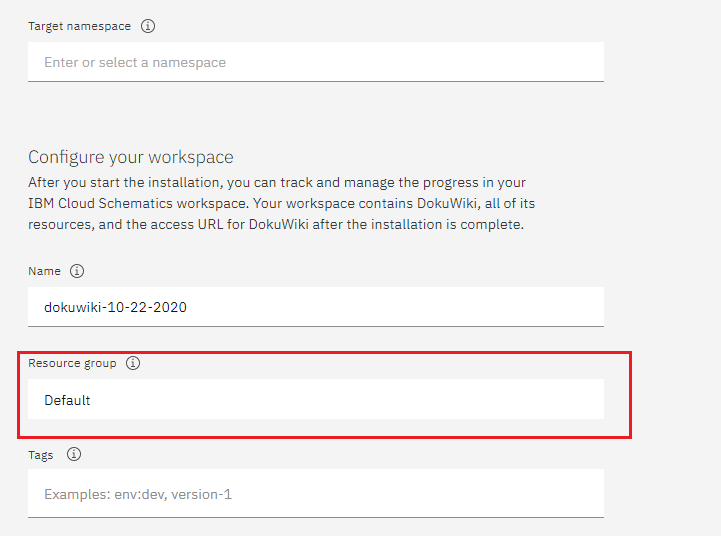 Target namespace
Enter or select a namespace
Configure your workspace
After you start the installation, you can track and manage the progress in your
IBM Cloud Schematics workspace. Your workspace contains DokuWiki, all of its
resources, and the access URL for DokuWiki after the installation is complete.
Name
dokuwiki-10-22-2020
Resource group
Default
Tags
Examples: env:dev, version-1